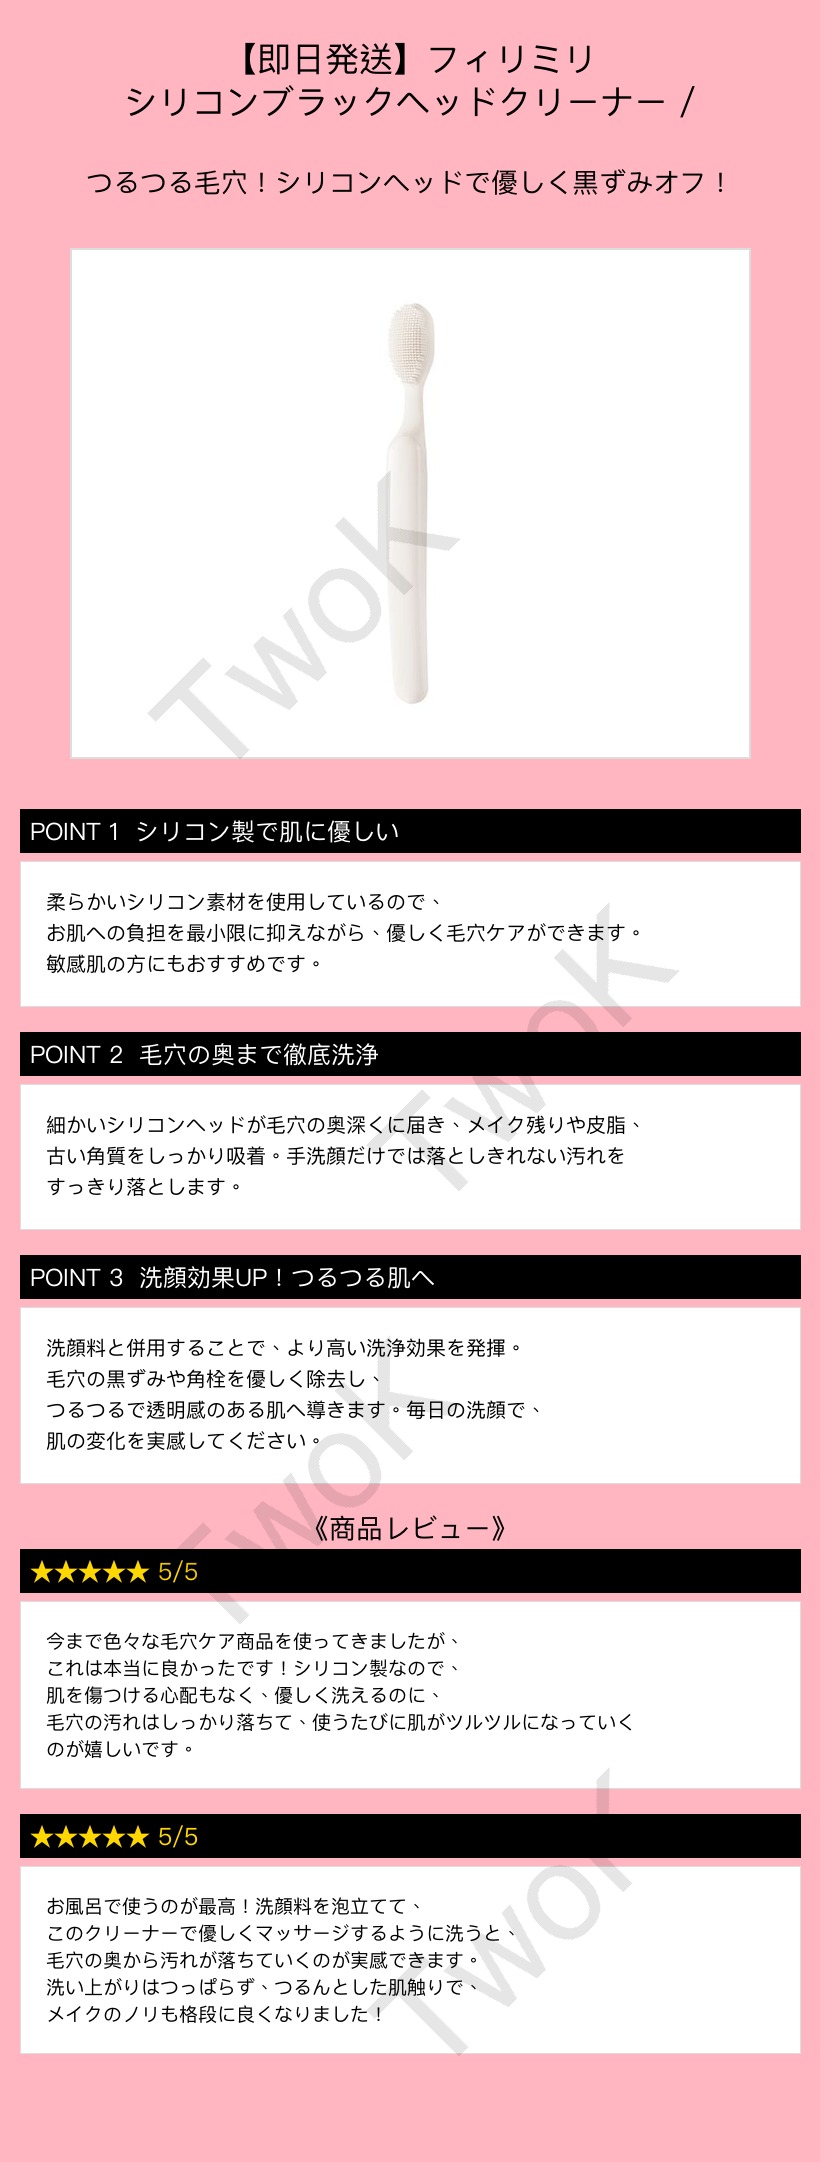 【即日発送】フィリミリ
シリコンブラックヘッドクリーナー /
つるつる毛穴！シリコンヘッドで優しく黒ずみオフ！
TwoK
POINT 1 シリコン製で肌に優しい
柔らかいシリコン素材を使用しているので、
お肌への負担を最小限に抑えながら、優しく毛穴ケアができます。
敏感肌の方にもおすすめです。
TwoK
POINT 2 毛穴の奥まで徹底洗浄
細かいシリコンヘッドが毛穴の奥深くに届き、メイク残りや皮脂、
古い角質をしっかり吸着。手洗顔だけでは落としきれない汚れを
すっきり落とします。
POINT 3 洗顔効果UP！つるつる肌へ
洗顔料と併用することで、より高い洗浄効果を発揮。
毛穴の黒ずみや角栓を優しく除去し、
つるつるで透明感のある肌へ導きます。毎日の洗顔で、
肌の変化を実感してください。
TwoK
《商品レビュー》
★★★★★ 5/5
今まで色々な毛穴ケア商品を使ってきましたが、
これは本当に良かったです！シリコン製なので、
肌を傷つける心配もなく、優しく洗えるのに、
毛穴の汚れはしっかり落ちて、使うたびに肌がツルツルになっていく
のが嬉しいです。
★★★★★ 5/5
お風呂で使うのが最高！洗顔料を泡立てて、
このクリーナーで優しくマッサージするように洗うと、
毛穴の奥から汚れが落ちていくのが実感できます。
洗い上がりはつっぱらず、つるんとした肌触りで、
メイクのノリも格段に良くなりました！
TwoK